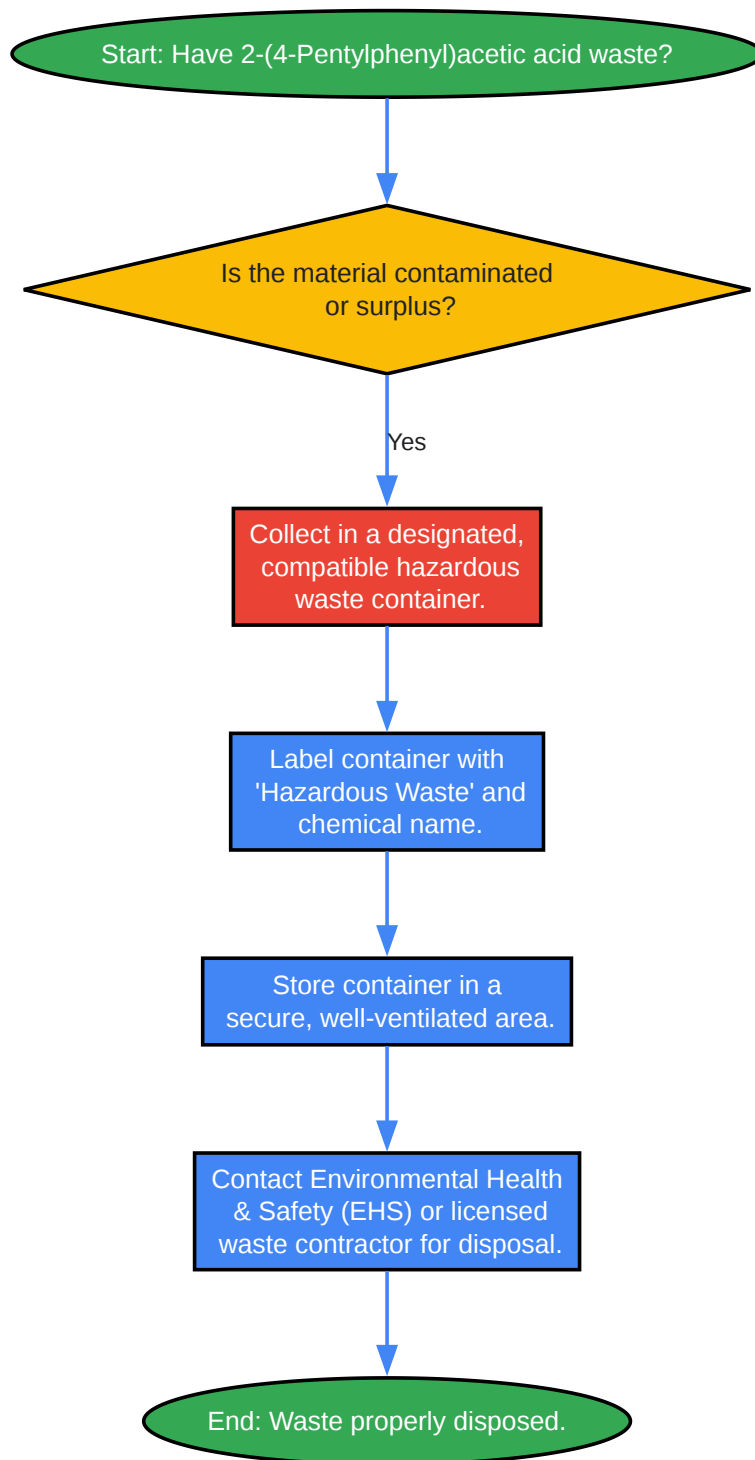 Start: Have 2-(4-Pentylphenyl)acetic acid waste?
Is the material contaminated
or surplus?
Yes
Collect in a designated,
compatible hazardous
waste container.
Label container with
'Hazardous Waste' and
chemical name.
Store container in a
secure, well-ventilated area.
Contact Environmental Health
& Safety (EHS) or licensed
waste contractor for disposal.
End: Waste properly disposed.